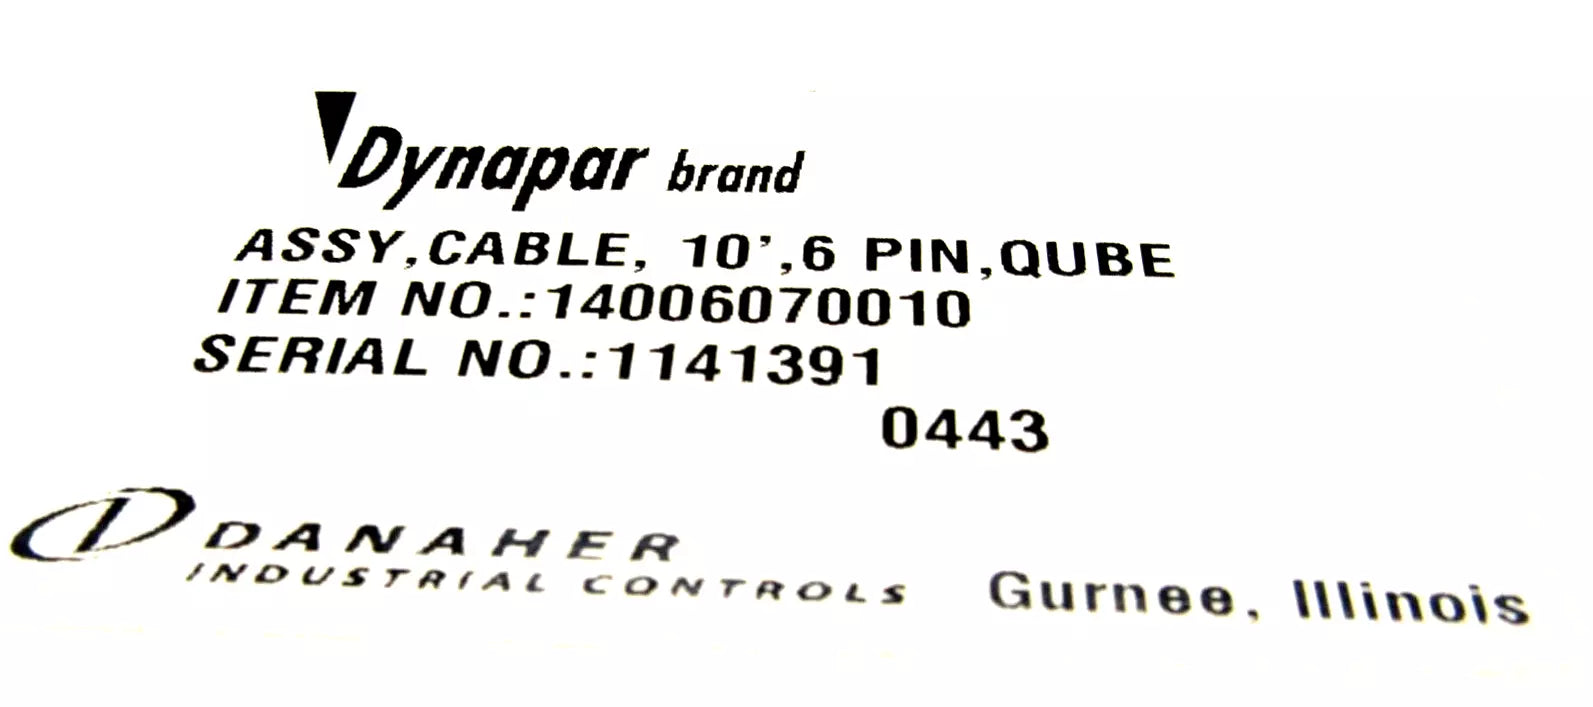 Dynapar brand
ASSY,CABLE, 10',6 PIN,QUBE
ITEM NO.:14006070010
SERIAL NO.:1141391
0443
DANAHER
INDUSTRIAL CONTROLS Gurnee, Illinois